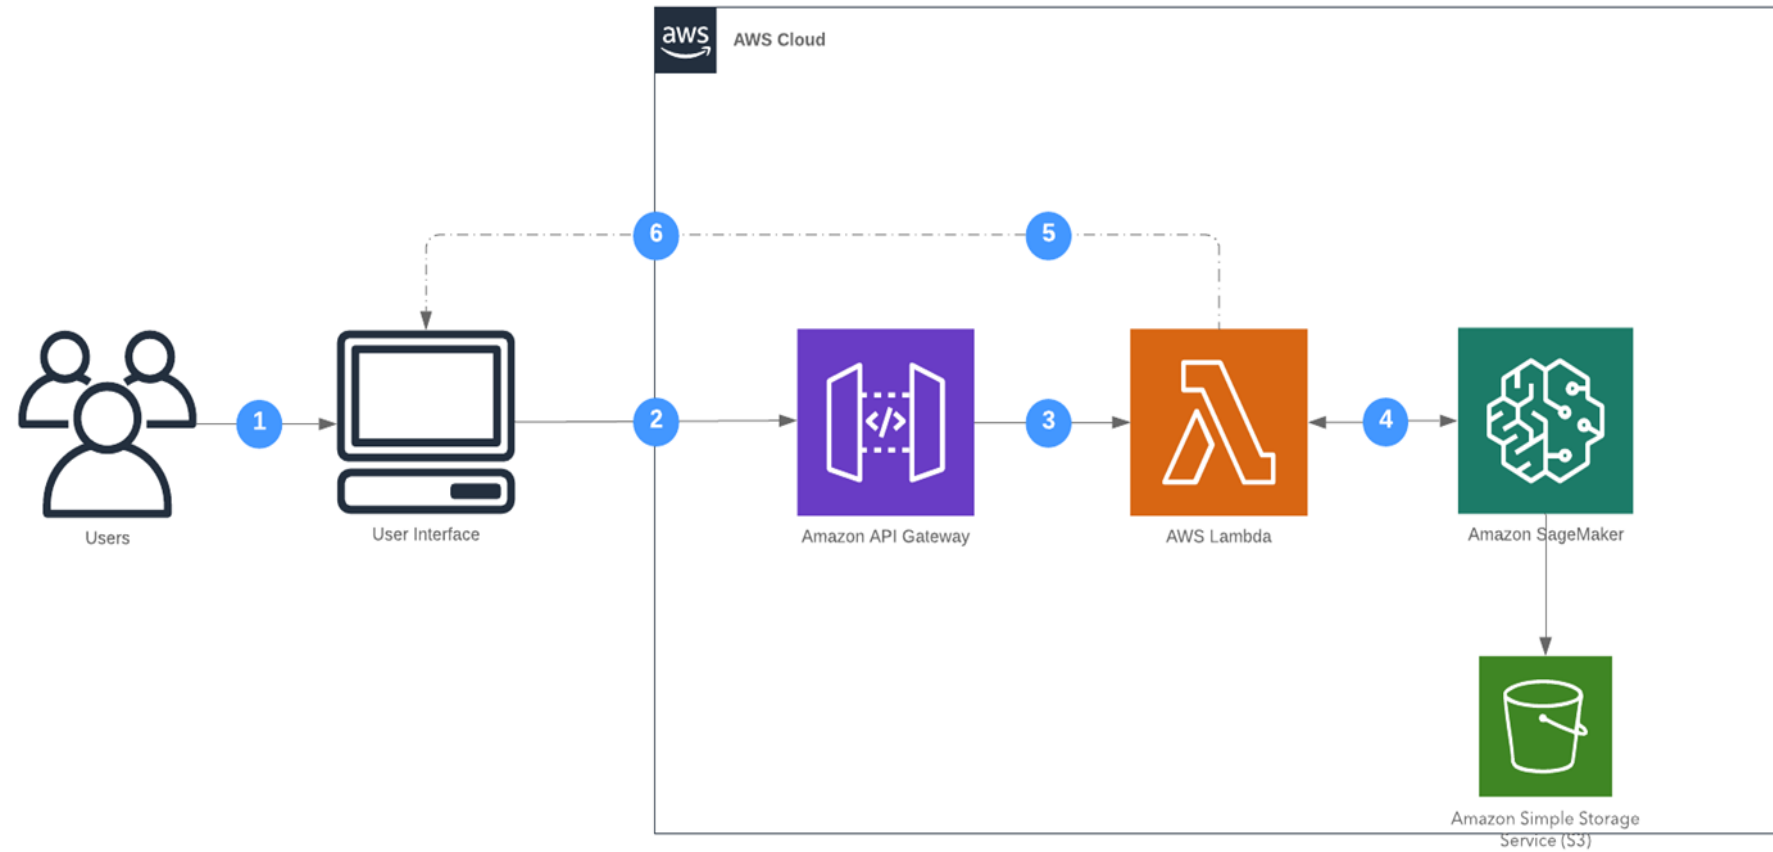 aws
AWS Cloud
6
5
1
2
3
4
</>
Users
User Interface
Amazon API Gateway
AWS Lambda
Amazon SageMaker
Amazon Simple Storage
Service (S3)